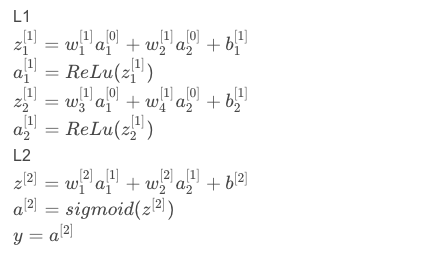 L1
z_1^{[1]} = w_1^{[1]} a_1^{[0]} + w_2^{[1]} a_2^{[0]} + b_1^{[1]}
a_1^{[1]} = ReLu(z_1^{[1]})
z_2^{[1]} = w_3^{[1]} a_1^{[0]} + w_4^{[1]} a_2^{[0]} + b_2^{[1]}
a_2^{[1]} = ReLu(z_2^{[1]})
L2
z^{[2]} = w_1^{[2]} a_1^{[1]} + w_2^{[2]} a_2^{[1]} + b^{[2]}
a^{[2]} = sigmoid(z^{[2]})
y = a^{[2]}